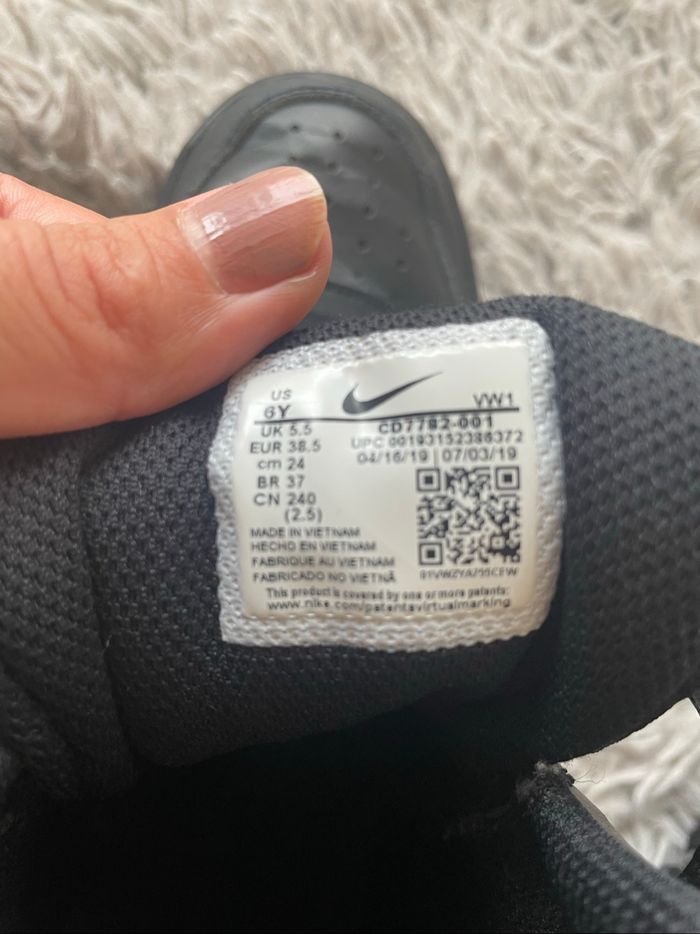 US
6Y
VW1
UK 5.5
EUR 38.5
cm 24
BR 37
CN 240
(2.5)
CD7782-001
UPC 00193152386372
04/16/19 | 07/03/19
MADE IN VIETNAM
HECHO EN VIETNAM
FABRIQUE AU VIETNAM
FABRICADO NO VIETNÃ
This product is covered by one or more patents:
www.nike.com/patentsvirtualmarking